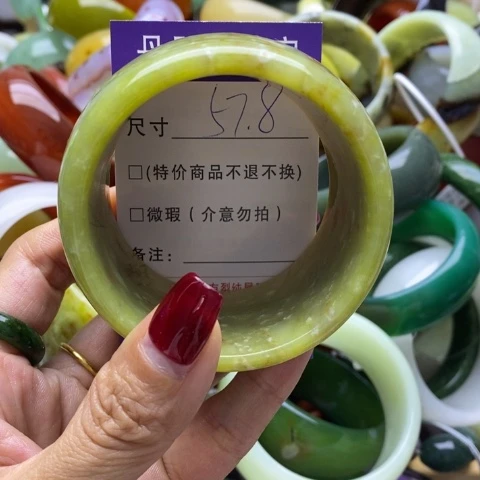 尺寸 57.8
□(特价商品不退不换)
□微瑕(介意勿拍)
备注: